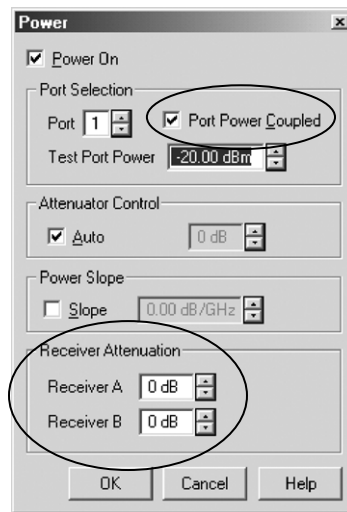 Power
Power On
Port Selection
Port 1 Port Power Coupled
Test Port Power -20.00 dBm
Attenuator Control
Auto 0 dB
Power Slope
Slope 0.00 dB/GHz
Receiver Attenuation
Receiver A 0 dB
Receiver B 0 dB
OK Cancel Help